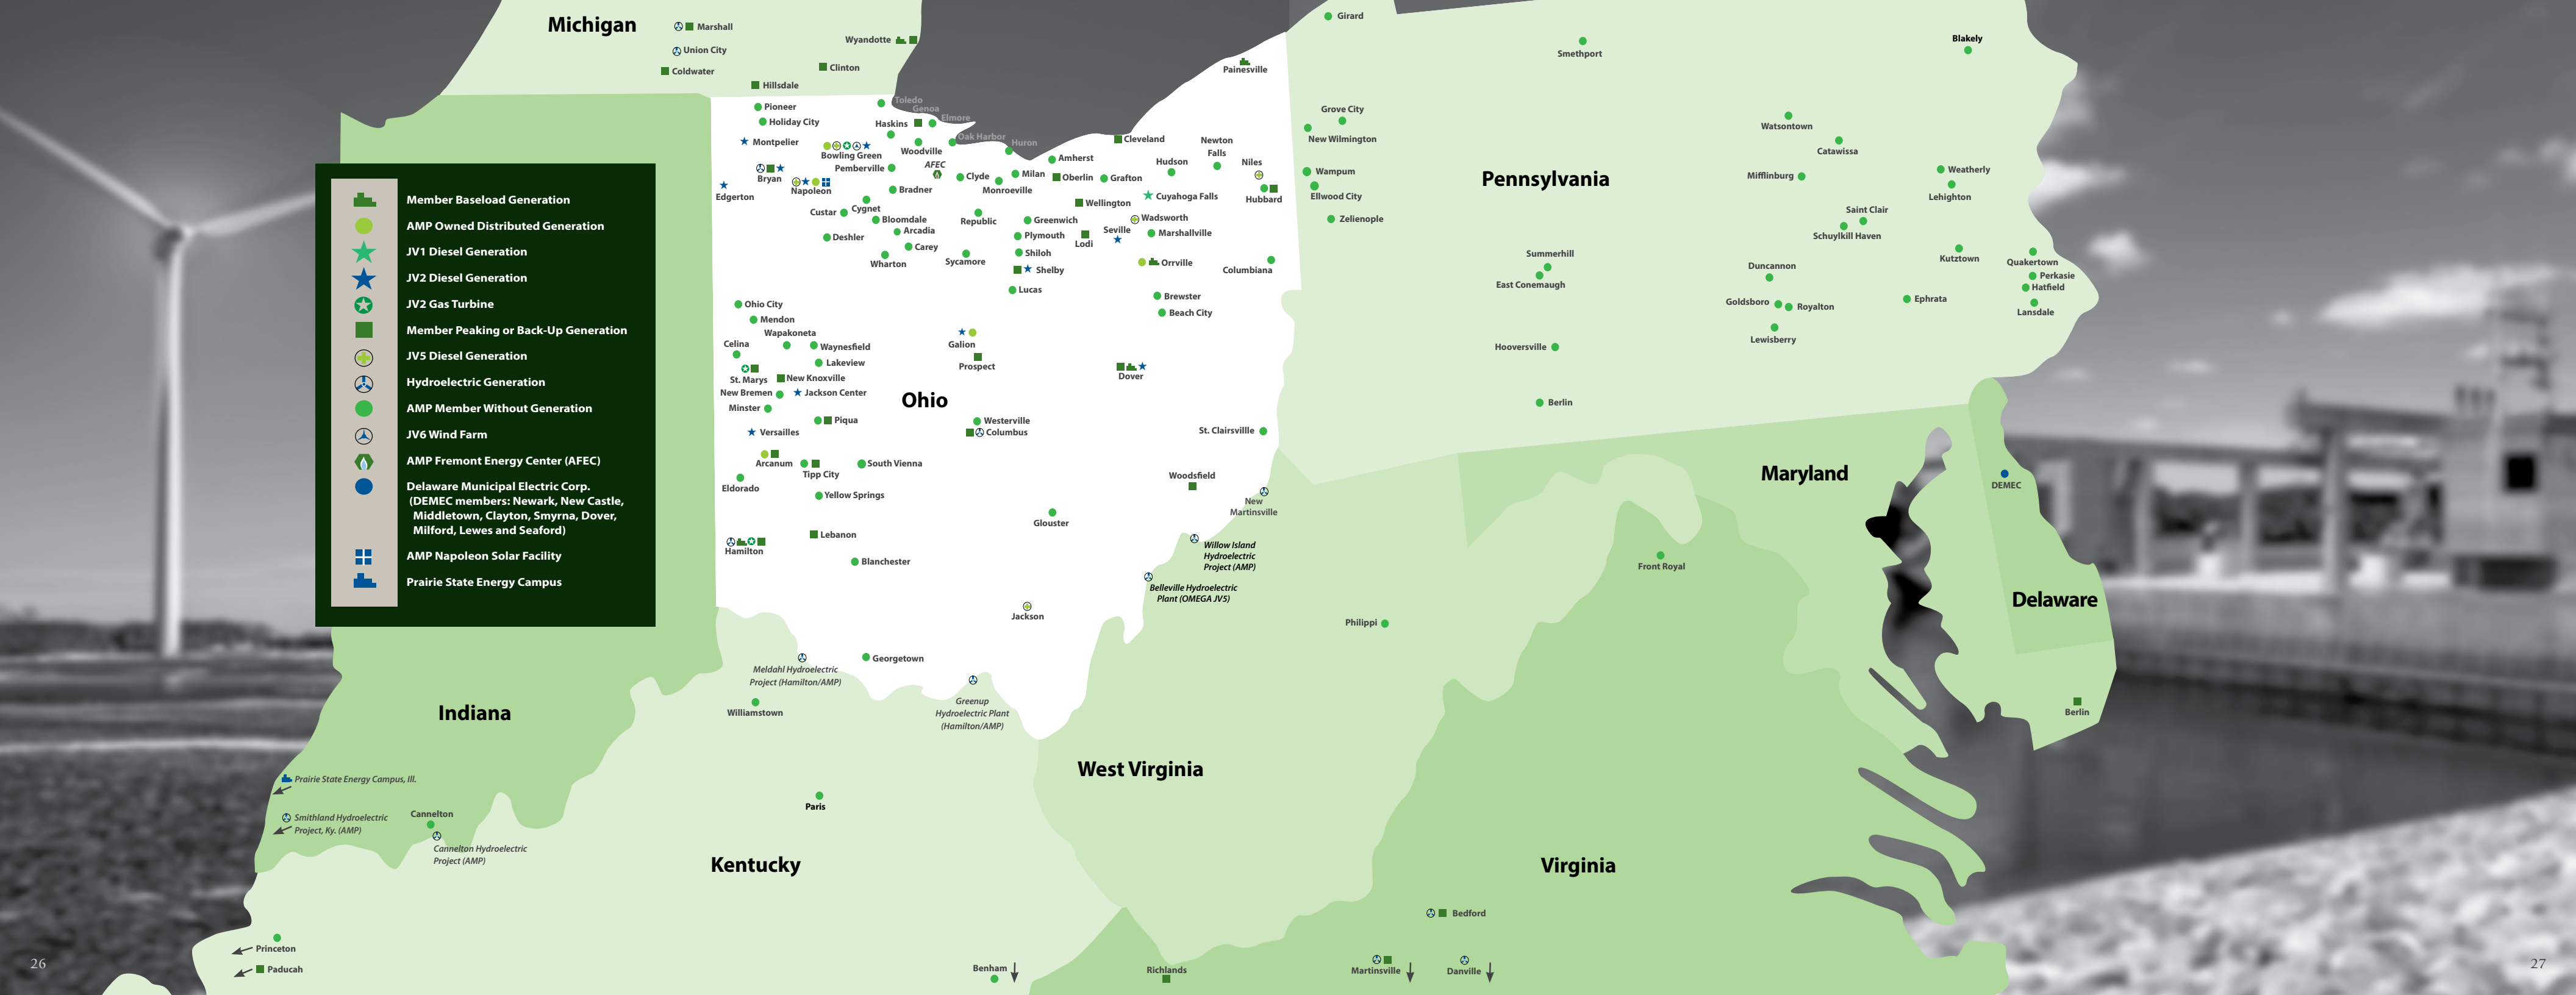 Michigan
Marshall
Union City
Coldwater
Wyandotte
Clinton
Hillsdale
Member Baseload Generation
AMP Owned Distributed Generation
JV1 Diesel Generation
JV2 Diesel Generation
JV2 Gas Turbine
Member Peaking or Back-Up Generation
JV5 Diesel Generation
Hydroelectric Generation
AMP Member Without Generation
JV6 Wind Farm
AMP Fremont Energy Center (AFEC)
Delaware Municipal Electric Corp.
(DEMEC members: Newark, New Castle,
Middletown, Clayton, Smyrna, Dover,
Milford, Lewes and Seaford)
AMP Napoleon Solar Facility
Prairie State Energy Campus
Pioneer
Holiday City
Montpelier
Bryan
Edgerton
Bowling Green
Napoleon
Toledo
Genoa
Elmore
Haskins
Woodville
Oak Harbor
Huron
AFEC
Pemberville
Bradner
Clyde
Milan
Monroeville
Amherst
Oberlin
Cleveland
Grafton
Hudson
Newton
Falls
Niles
Hubbard
Painesville
Custar
Cygnet
Bloomdale
Arcadia
Deshler
Carey
Wharton
Republic
Sycamore
Greenwich
Plymouth
Shiloh
Shelby
Lucas
Wellington
Cuyahoga Falls
Wadsworth
Seville
Lodi
Marshallville
Orrville
Columbiana
Brewster
Beach City
Ohio City
Mendon
Wapakoneta
Celina
Waynesfield
Lakeview
St. Marys
New Knoxville
New Bremen
Jackson Center
Minster
Galion
Prospect
Dover
Ohio
Piqua
Versailles
Westerville
Columbus
St. Clairsvillle
Arcanum
Tipp City
South Vienna
Eldorado
Yellow Springs
Woodsfield
New
Martinsville
Glouster
Lebanon
Hamilton
Blanchester
Willow Island
Hydroelectric
Project (AMP)
Belleville Hydroelectric
Plant (OMEGA JV5)
Jackson
Georgetown
Meldahl Hydroelectric
Project (Hamilton/AMP)
Greenup
Hydroelectric Plant
(Hamilton/AMP)
Williamstown
Girard
Smethport
Blakely
Grove City
New Wilmington
Wampum
Ellwood City
Zelienople
Pennsylvania
Watsontown
Catawissa
Mifflinburg
Weatherly
Lehighton
Saint Clair
Schuylkill Haven
Kutztown
Quakertown
Perkasie
Hatfield
Lansdale
Summerhill
East Conemaugh
Duncannon
Goldsboro
Royalton
Ephrata
Lewisberry
Hooversville
Berlin
Maryland
DEMEC
Delaware
Berlin
Front Royal
Philippi
Indiana
Prairie State Energy Campus, Ill.
Smithland Hydroelectric
Project, Ky. (AMP)
Cannelton
Cannelton Hydroelectric
Project (AMP)
Paris
Kentucky
West Virginia
Virginia
Princeton
Paducah
Benham
Richlands
Bedford
Martinsville
Danville
26
27